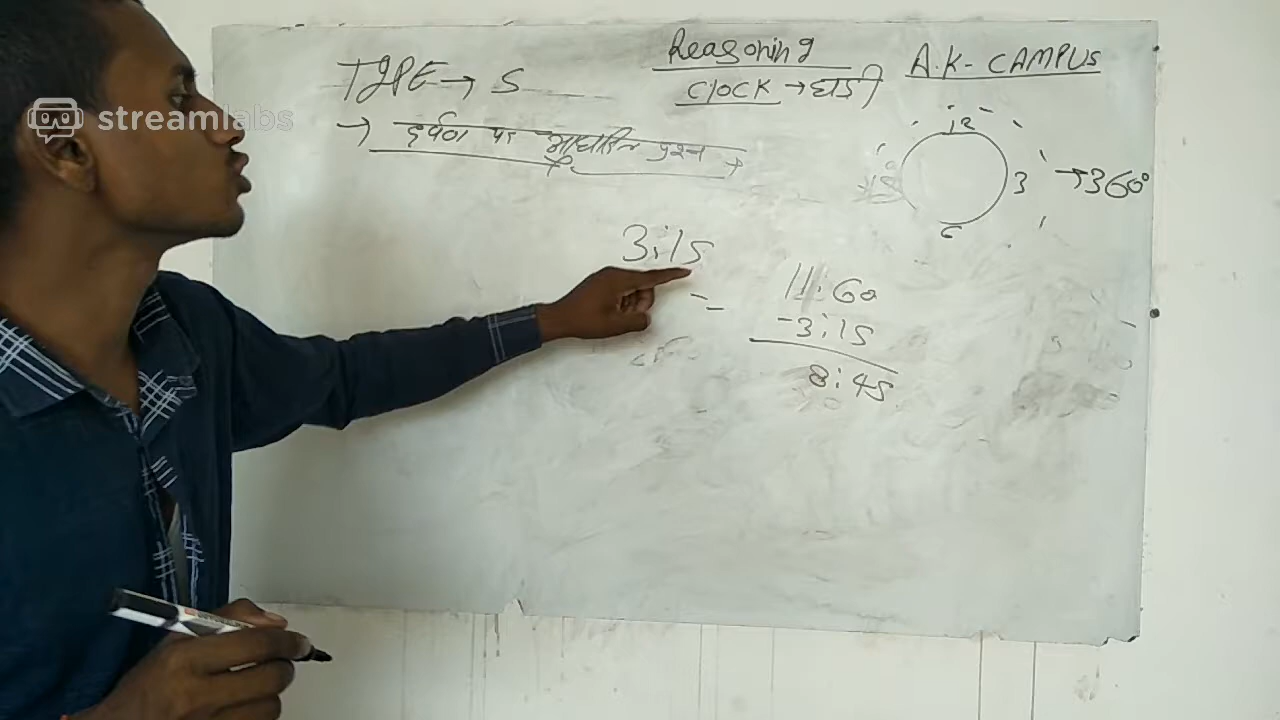 streamlabs
Reasoning
A.K-CAMPUS
TYPE→ 5
CLOCK → घड़ी
→ दर्पण पर आधारित प्रश्न →
12
3 →360°
6
3:15
= 11:60
-3:15
8:45